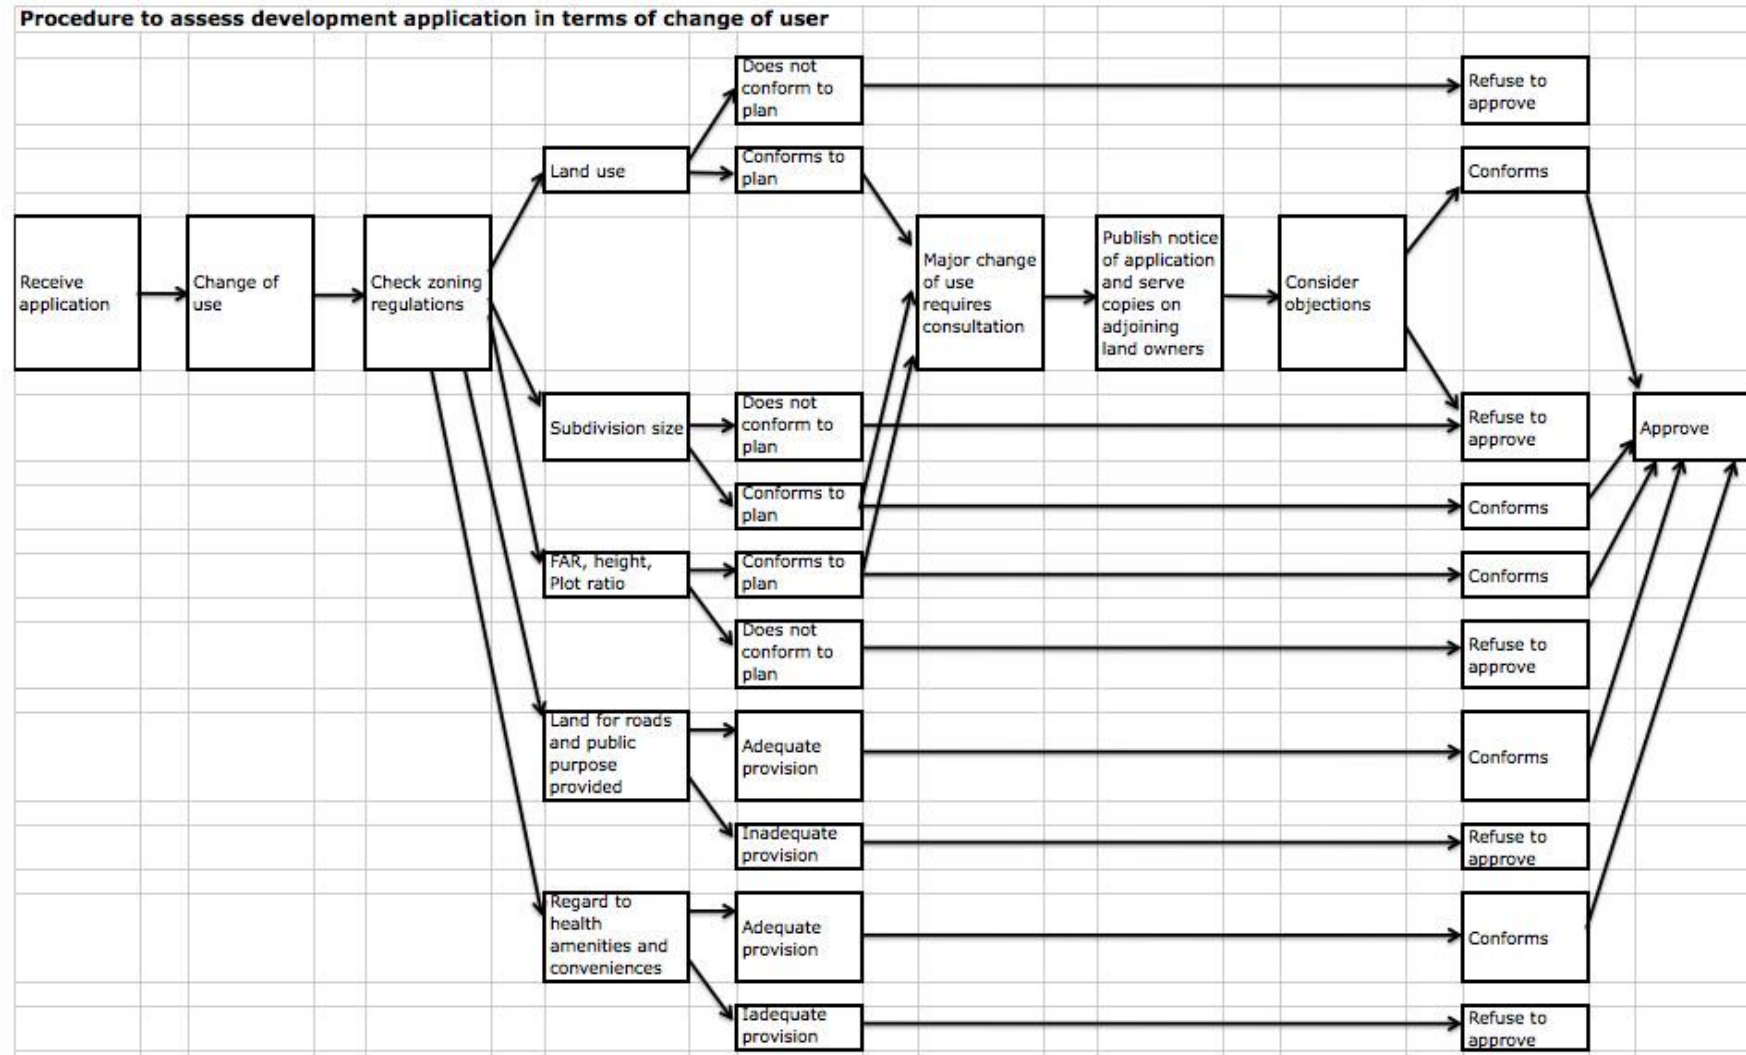 Procedure to assess development application in terms of change of user
Does not
conform to
plan
Refuse to
approve
Land use
Conforms to
plan
Conforms
Receive
application
Change of
use
Check zoning
regulations
Major change
of use
requires
consultation
Publish notice
of application
and serve
copies on
adjoining
land owners
Consider
objections
Subdivision size
Does not
conform to
plan
Refuse to
approve
Approve
Conforms to
plan
Conforms
FAR, height,
Plot ratio
Conforms to
plan
Conforms
Does not
conform to
plan
Refuse to
approve
Land for roads
and public
purpose
provided
Adequate
provision
Conforms
Inadequate
provision
Refuse to
approve
Regard to
health
amenities and
conveniences
Adequate
provision
Conforms
Iadequate
provision
Refuse to
approve